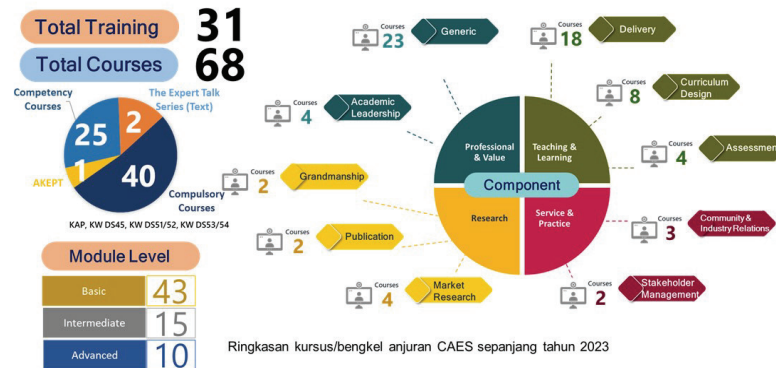 Total Training
31
Total Courses
68
Competency
Courses
The Expert Talk
Series (Text)
25
2
1
40
AKEPT
Compulsory
Courses
KAP, KW DS45, KW DS51/52, KW DS53/54
Module Level
Basic
43
Intermediate
15
Advanced
10
Courses
23
Generic
Courses
4
Academic
Leadership
Courses
2
Grandmanship
Courses
2
Publication
Courses
4
Market
Research
Professional
& Value
Teaching &
Learning
Component
Research
Service &
Practice
Courses
18
Delivery
Courses
8
Curriculum
Design
Courses
4
Assessment
Courses
3
Community &
Industry Relations
Courses
2
Stakeholder
Management
Ringkasan kursus/bengkel anjuran CAES sepanjang tahun 2023